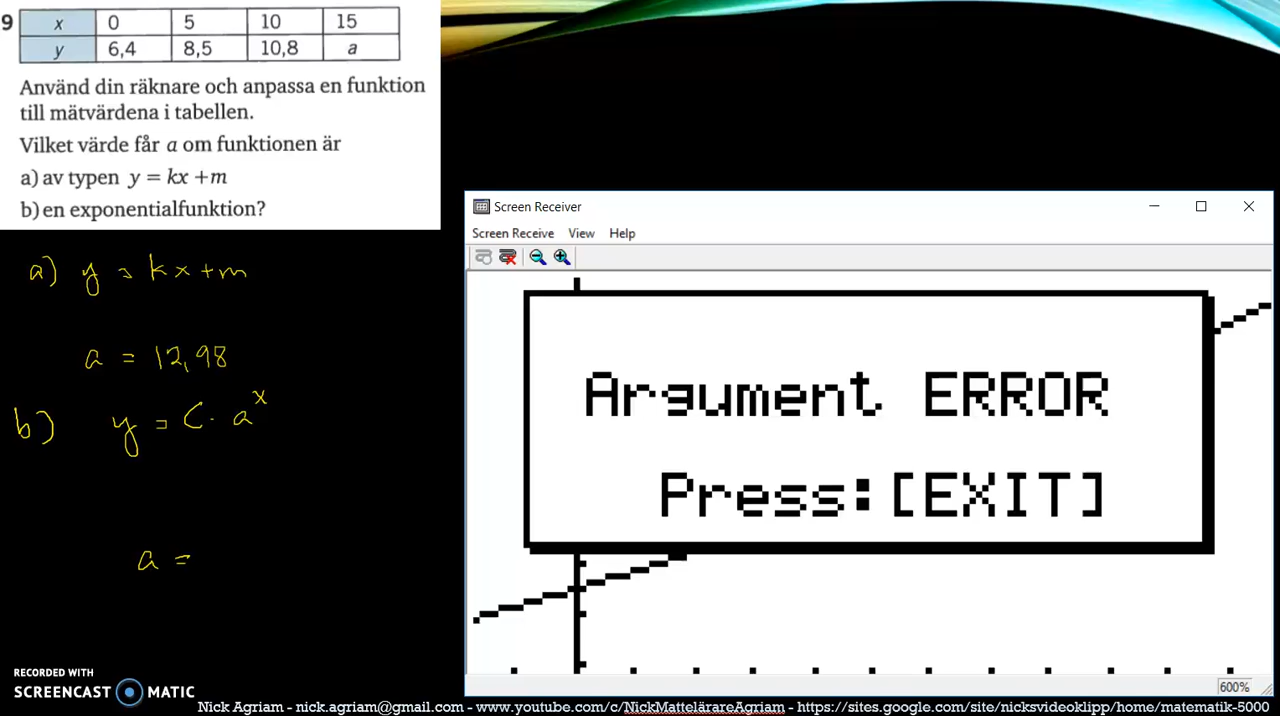 9
x 0 5 10 15
y 6,4 8,5 10,8 a
Använd din räknare och anpassa en funktion
till mätvärdena i tabellen.
Vilket värde får a om funktionen är
a) av typen y = kx + m
b) en exponentialfunktion?
a) y = kx + m
a = 12,98
b) y = C · a^x
a =
Screen Receiver
Screen Receive View Help
Argument ERROR
Press:[EXIT]
600%
RECORDED WITH
SCREENCAST MATIC
Nick Agriam - nick.agriam@gmail.com - www.youtube.com/c/NickMattelärareAgriam - https://sites.google.com/site/nicksvideoklipp/home/matematik-5000